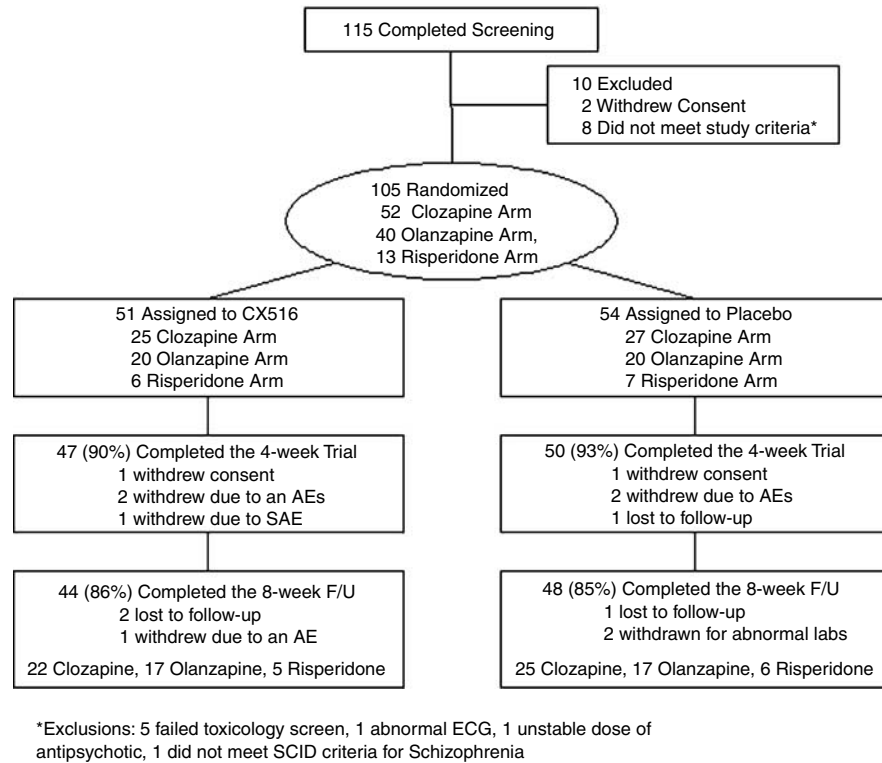 115 Completed Screening
10 Excluded
2 Withdrew Consent
8 Did not meet study criteria*
105 Randomized
52 Clozapine Arm
40 Olanzapine Arm,
13 Risperidone Arm
51 Assigned to CX516
25 Clozapine Arm
20 Olanzapine Arm
6 Risperidone Arm
54 Assigned to Placebo
27 Clozapine Arm
20 Olanzapine Arm
7 Risperidone Arm
47 (90%) Completed the 4-week Trial
1 withdrew consent
2 withdrew due to an AEs
1 withdrew due to SAE
50 (93%) Completed the 4-week Trial
1 withdrew consent
2 withdrew due to AEs
1 lost to follow-up
44 (86%) Completed the 8-week F/U
2 lost to follow-up
1 withdrew due to an AE
22 Clozapine, 17 Olanzapine, 5 Risperidone
48 (85%) Completed the 8-week F/U
1 lost to follow-up
2 withdrawn for abnormal labs
25 Clozapine, 17 Olanzapine, 6 Risperidone
*Exclusions: 5 failed toxicology screen, 1 abnormal ECG, 1 unstable dose of
antipsychotic, 1 did not meet SCID criteria for Schizophrenia